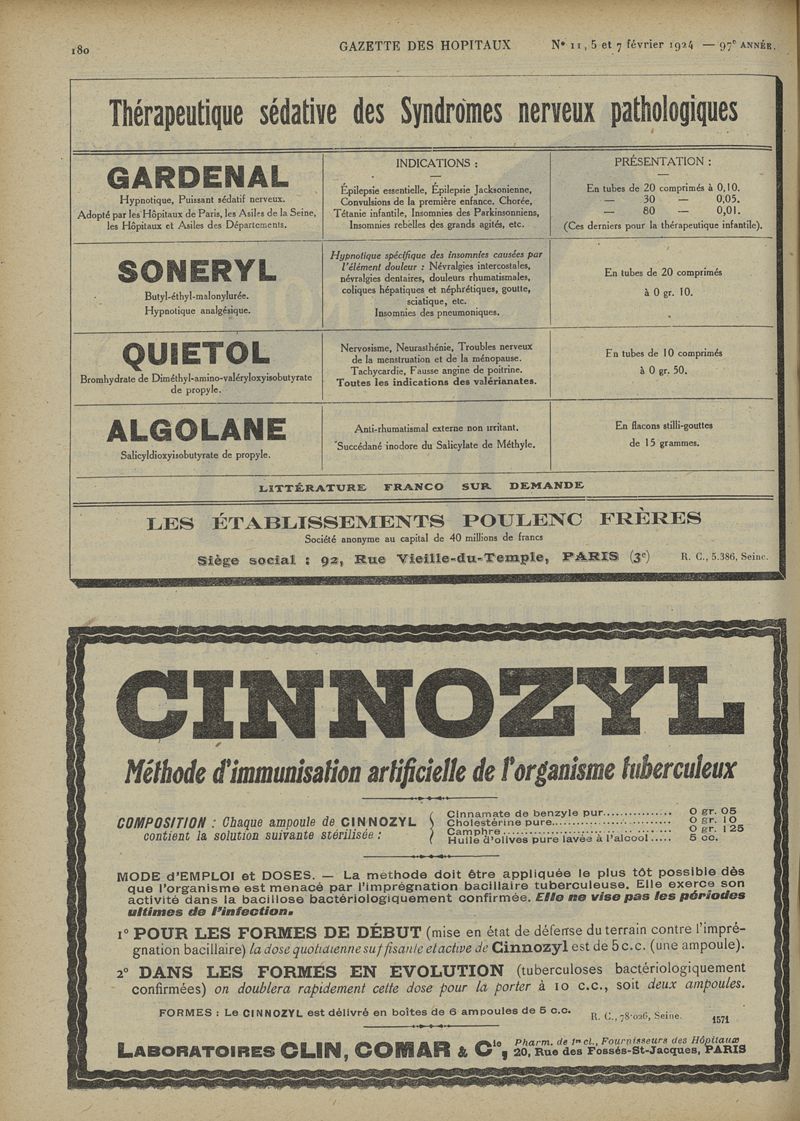 180
GAZETTE DES HOPITAUX
N° 11, 5 et 7 février 1924 — 97e ANNÉE.
Thérapeutique sédative des Syndrômes nerveux pathologiques
GARDENAL
Hypnotique, Puissant sédatif nerveux.
Adopté par les Hôpitaux de Paris, les Asiles de la Seine,
les Hôpitaux et Asiles des Départements.
INDICATIONS :
Épilepsie essentielle, Épilepsie Jacksonienne,
Convulsions de la première enfance, Chorée,
Tétanie infantile, Insomnies des Parkinsonniens,
Insomnies rebelles des grands agités, etc.
PRÉSENTATION :
En tubes de 20 comprimés à 0,10.
— 30 — 0,05.
— 80 — 0,01.
(Ces derniers pour la thérapeutique infantile).
SONERYL
Butyl-éthyl-malonylurée.
Hypnotique analgésique.
Hypnotique spécifique des insomnies causées par
l'élément douleur : Névralgies intercostales,
névralgies dentaires, douleurs rhumatismales,
coliques hépatiques et néphrétiques, goutte,
sciatique, etc.
Insomnies des pneumoniques.
En tubes de 20 comprimés
à 0 gr. 10.
QUIETOL
Bromhydrate de Diméthyl-amino-valéryloxyisobutyrate
de propyle.
Nervosisme, Neurasthénie, Troubles nerveux
de la menstruation et de la ménopause.
Tachycardie, Fausse angine de poitrine.
Toutes les indications des valérianates.
En tubes de 10 comprimés
à 0 gr. 50.
ALGOLANE
Salicyldioxyisobutyrate de propyle.
Anti-rhumatismal externe non irritant.
Succédané inodore du Salicylate de Méthyle.
En flacons stilli-gouttes
de 15 grammes.
LITTÉRATURE FRANCO SUR DEMANDE
LES ÉTABLISSEMENTS POULENC FRÈRES
Société anonyme au capital de 40 millions de francs
Siège social : 92, Rue Vieille-du-Temple, PARIS (3e) R. C., 5.386, Seine.
CINNOZYL
Méthode d'immunisation artificielle de l'organisme tuberculeux
COMPOSITION : Chaque ampoule de CINNOZYL
contient la solution suivante stérilisée :
Cinnamate de benzyle pur............... 0 gr. 05
Cholestérine pure........................ 0 gr. 10
Camphre................................. 0 gr. 125
Huile d'olives pure lavée à l'alcool..... 5 cc.
MODE d'EMPLOI et DOSES. — La méthode doit être appliquée le plus tôt possible dès
que l'organisme est menacé par l'imprégnation bacillaire tuberculeuse. Elle exerce son
activité dans la bacillose bactériologiquement confirmée. Elle ne vise pas les périodes
ultimes de l'infection.
1° POUR LES FORMES DE DÉBUT (mise en état de défense du terrain contre l'impré-
gnation bacillaire) la dose quotidienne suffisante et active de Cinnozyl est de 5 c.c. (une ampoule).
2° DANS LES FORMES EN EVOLUTION (tuberculoses bactériologiquement
confirmées) on doublera rapidement cette dose pour la porter à 10 c.c., soit deux ampoules.
FORMES : Le CINNOZYL est délivré en boîtes de 6 ampoules de 5 c.c.
R. C., 78-026, Seine.
1571
LABORATOIRES CLIN, COMAR & Cie, Pharm. de 1re cl., Fournisseurs des Hôpitaux
20, Rue des Fossés-St-Jacques, PARIS